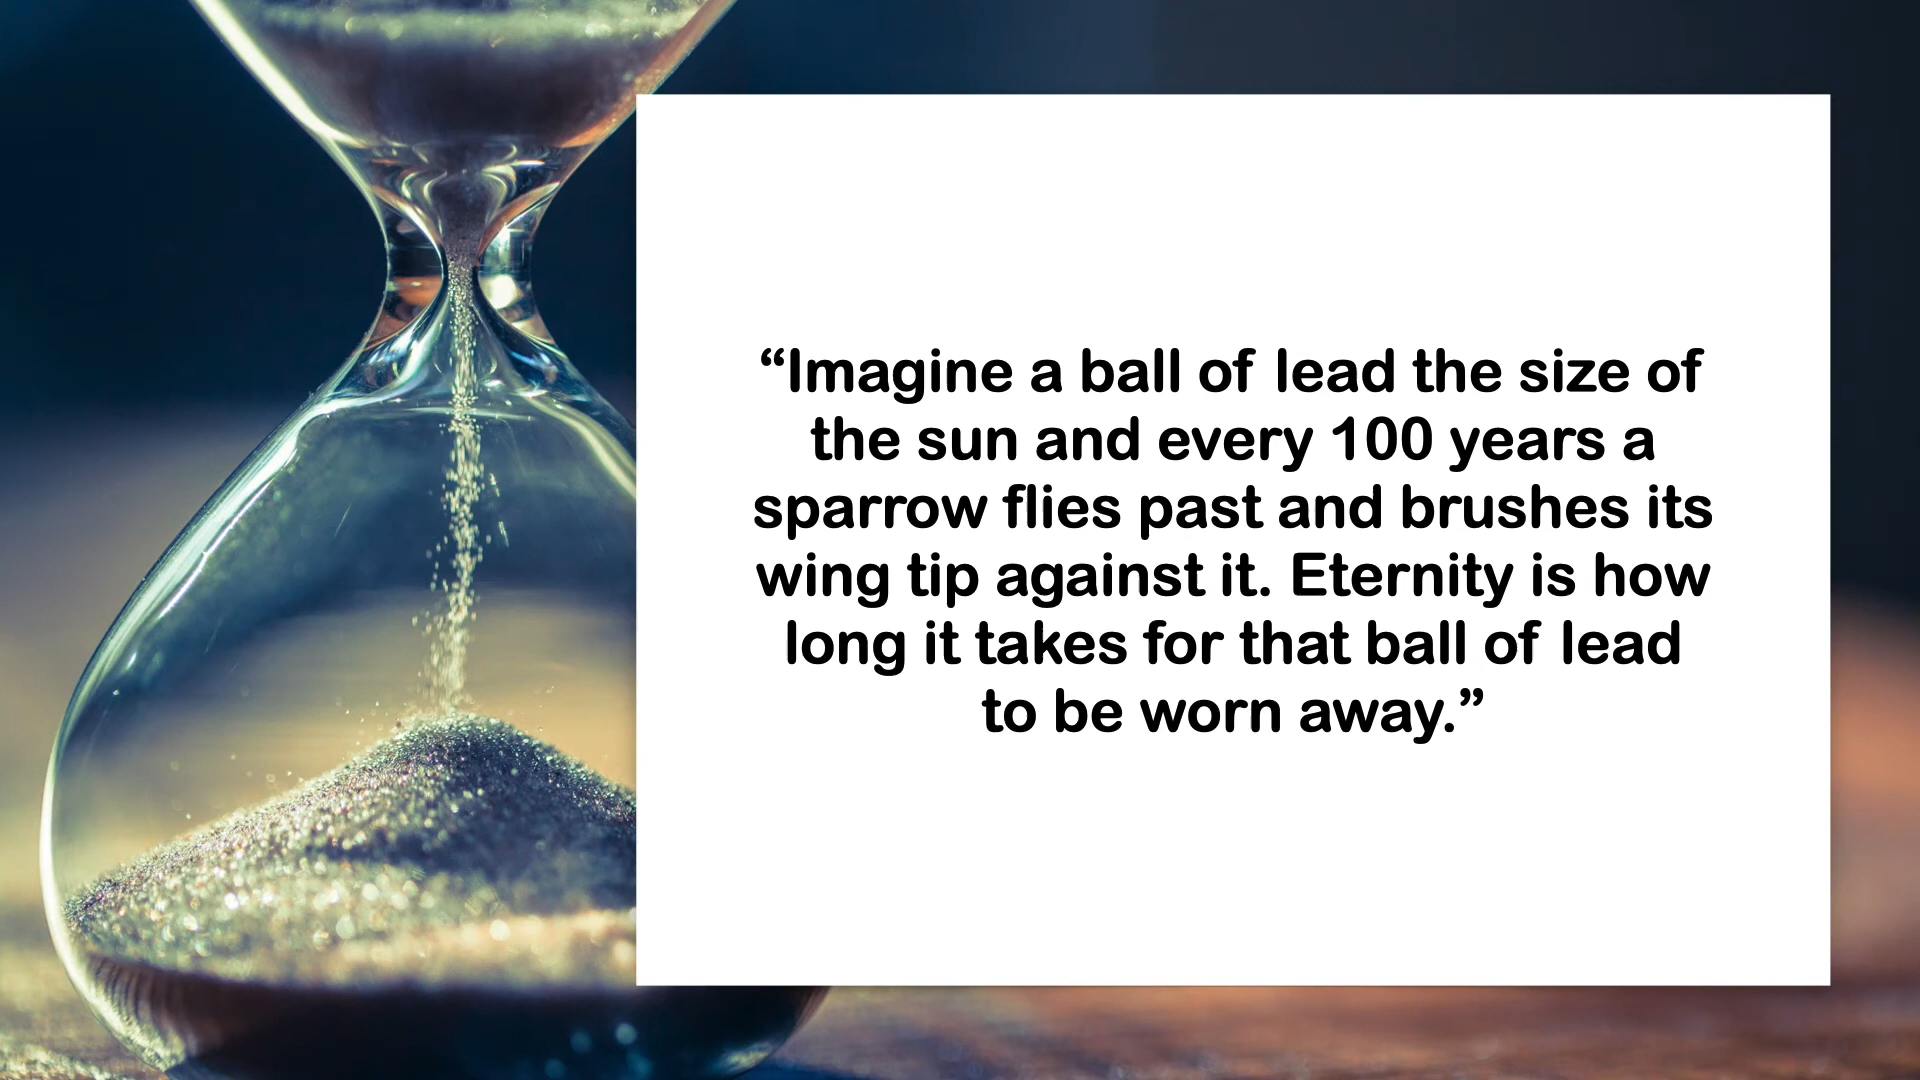 “Imagine a ball of lead the size of
the sun and every 100 years a
sparrow flies past and brushes its
wing tip against it. Eternity is how
long it takes for that ball of lead
to be worn away.”